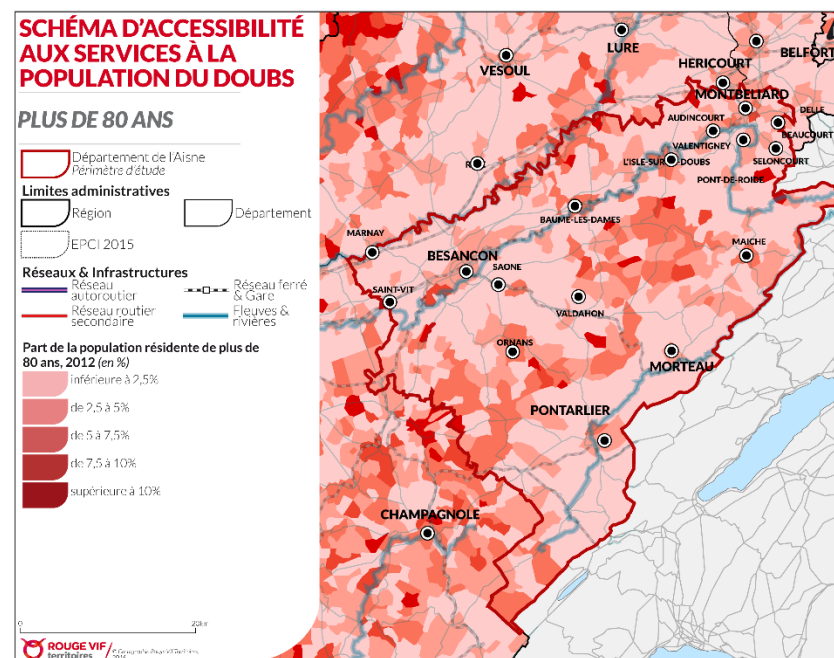 SCHÉMA D'ACCESSIBILITÉ
AUX SERVICES À LA
POPULATION DU DOUBS
PLUS DE 80 ANS
Département de l'Aisne
Périmètre d'étude
Limites administratives
Région
Département
EPCI 2015
Réseaux & Infrastructures
Réseau
autoroutier
Réseau ferré
& Gare
Réseau routier
secondaire
Fleuves &
rivières
Part de la population résidente de plus de
80 ans, 2012 (en %)
inférieure à 2,5%
de 2,5 à 5%
de 5 à 7,5%
de 7,5 à 10%
supérieure à 10%
0
20km
ROUGE VIF
territoires
LURE
VESOUL
BELFORT
HERICOURT
MONTBELIARD
AUDINCOURT
DELLE
BEAUCOURT
VALENTIGNEY
L'ISLE-SUR-DOUBS
SELONCOURT
PONT-DE-ROIDE
BAUME-LES-DAMES
MARNAY
MAICHE
BESANCON
SAONE
SAINT-VIT
VALDAHON
ORNANS
MORTEAU
PONTARLIER
CHAMPAGNOLE